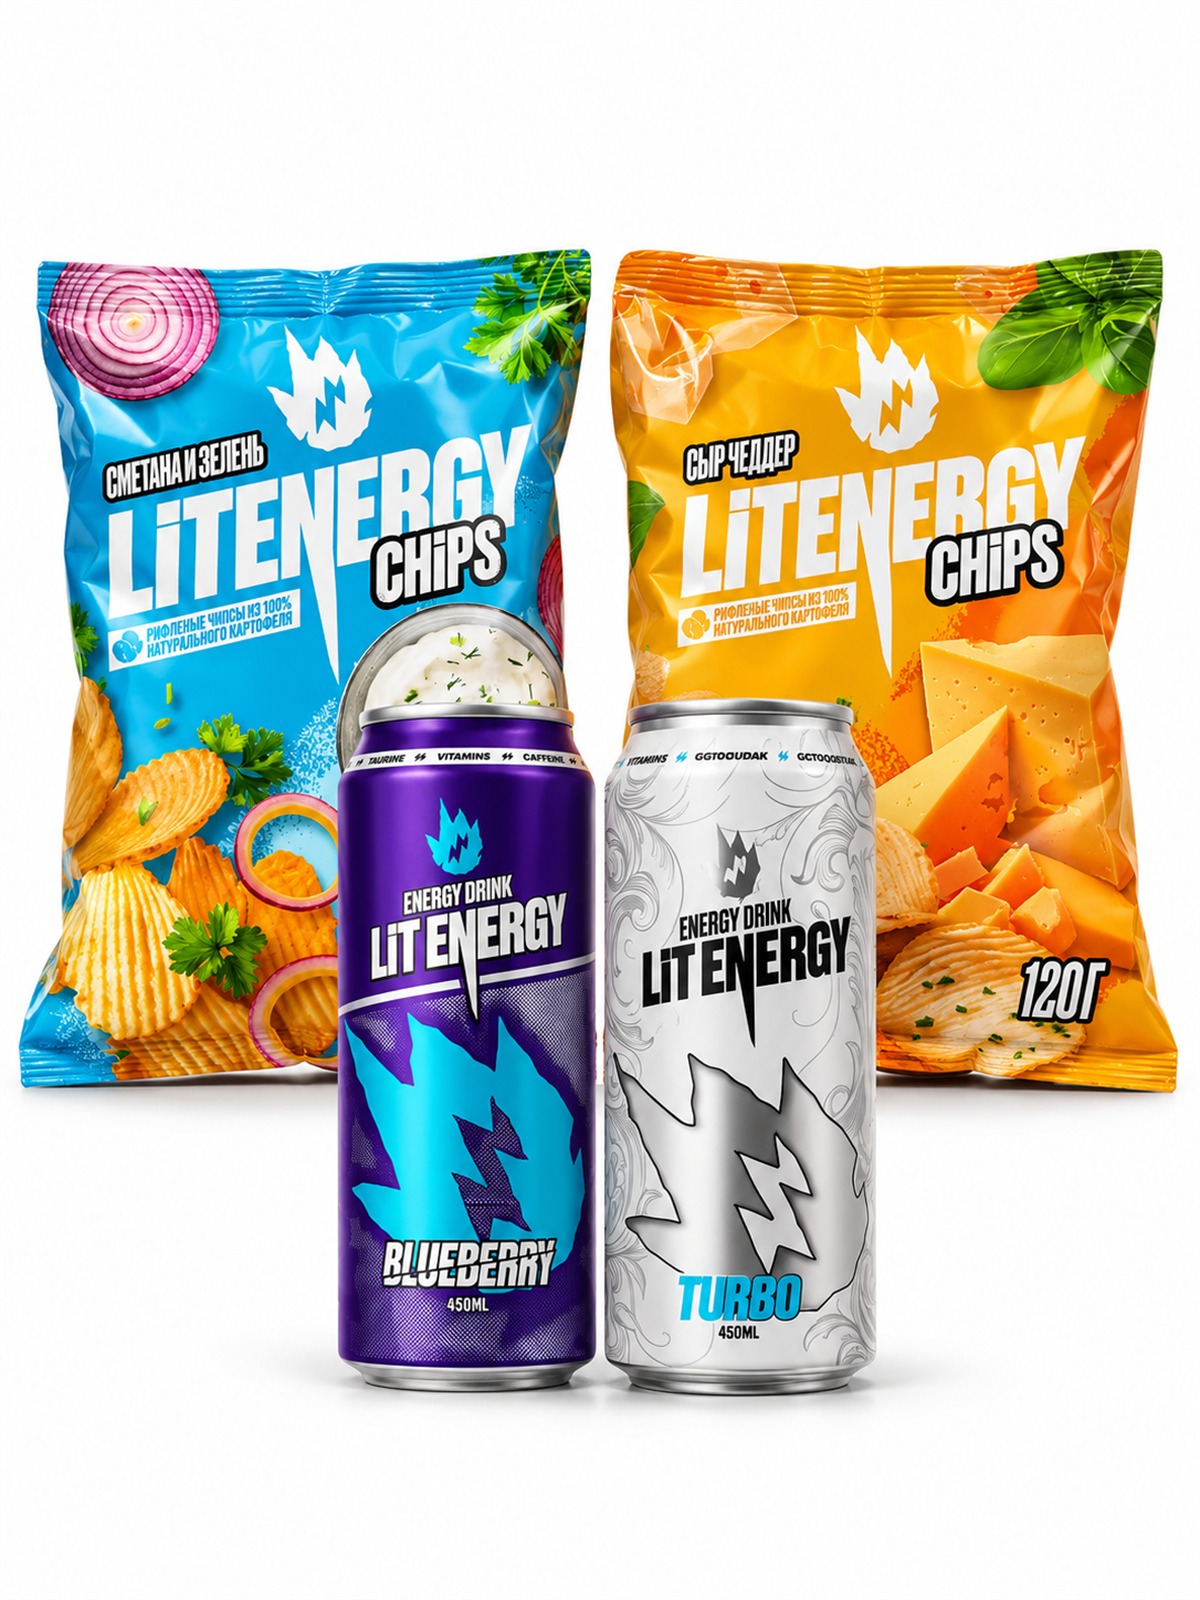 СМЕТАНА И ЗЕЛЕНЬ
LiTENERGY
CHiPS
РИФЛЕНЫЕ ЧИПСЫ ИЗ 100%
НАТУРАЛЬНОГО КАРТОФЕЛЯ
СЫР ЧЕДДЕР
LiTENERGY
CHiPS
РИФЛЕНЫЕ ЧИПСЫ ИЗ 100%
НАТУРАЛЬНОГО КАРТОФЕЛЯ
120Г
TAURINE VITAMINS CAFFEINE
ENERGY DRINK
LiT ENERGY
BLUEBERRY
450ML
VITAMINS GGTOOUDAK
ENERGY DRINK
LiT ENERGY
TURBO
450ML